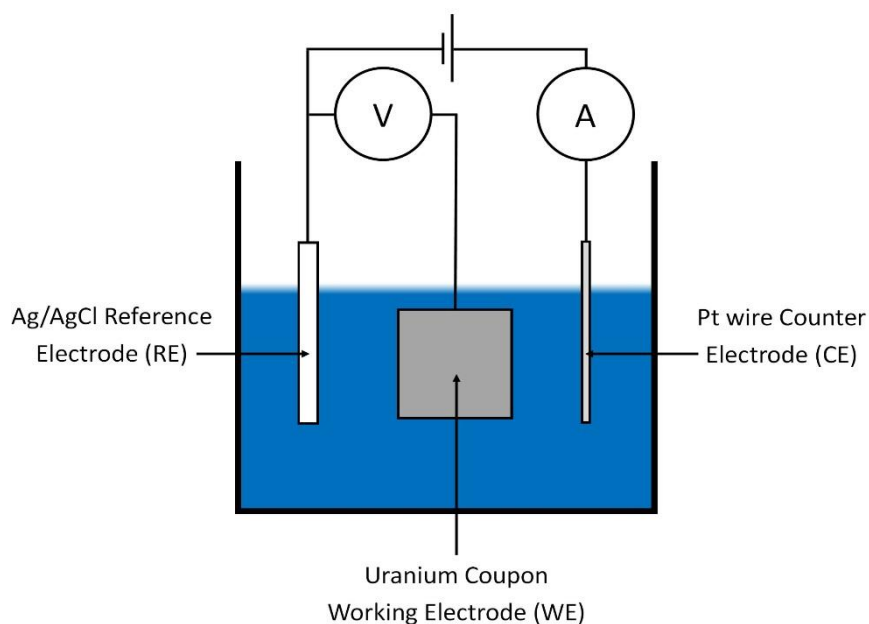 V
A
Ag/AgCl Reference
Electrode (RE)
Pt wire Counter
Electrode (CE)
Uranium Coupon
Working Electrode (WE)